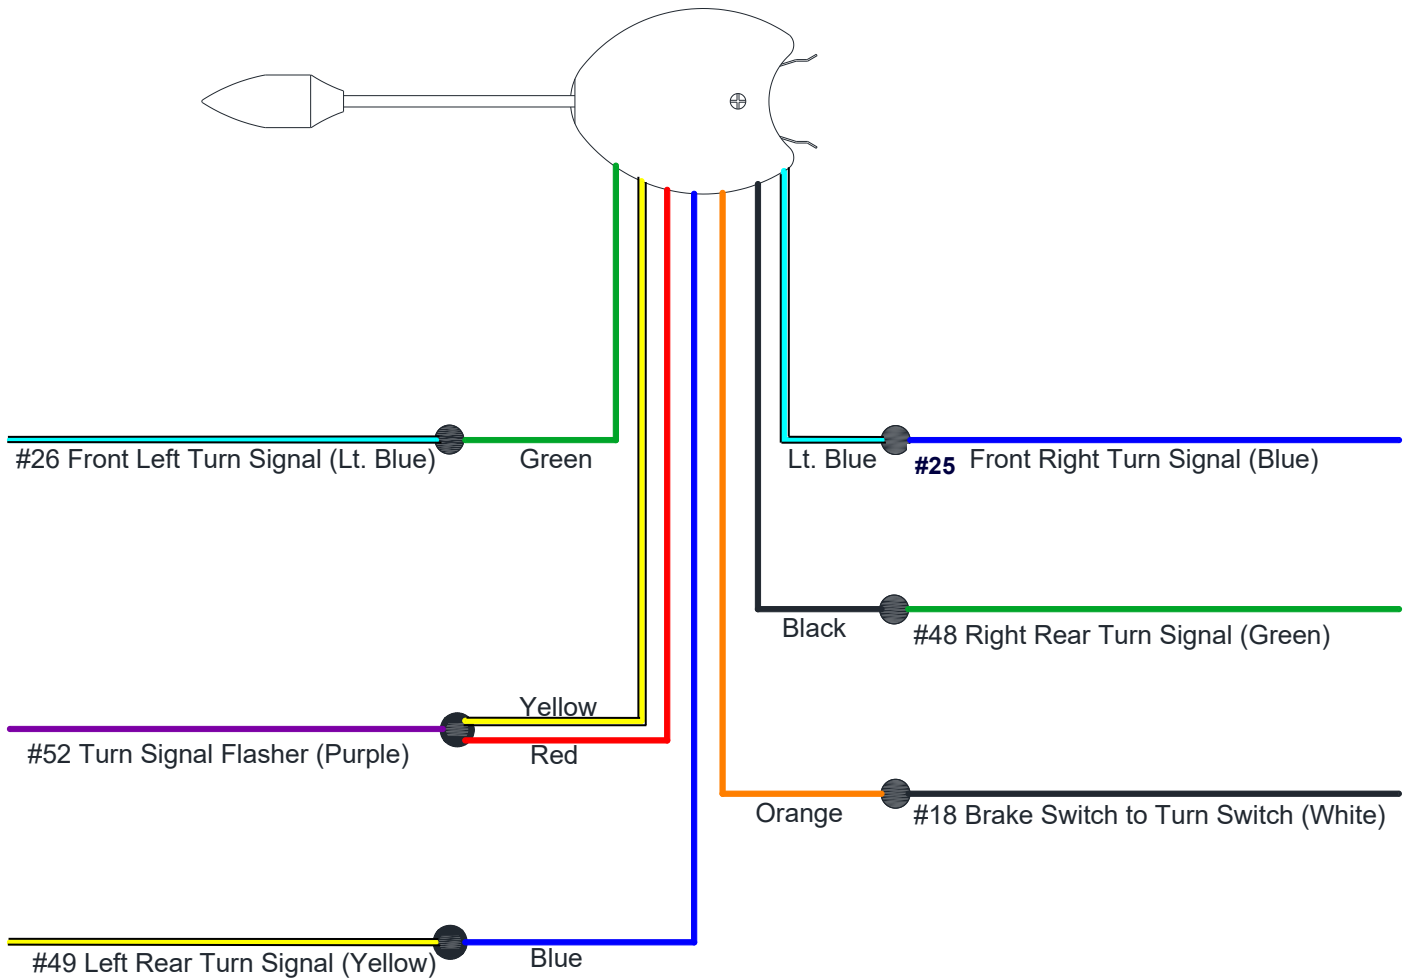 #26 Front Left Turn Signal (Lt. Blue)
Green
Lt. Blue
#25 Front Right Turn Signal (Blue)
Black
#48 Right Rear Turn Signal (Green)
Yellow
#52 Turn Signal Flasher (Purple)
Red
Orange
#18 Brake Switch to Turn Switch (White)
#49 Left Rear Turn Signal (Yellow)
Blue